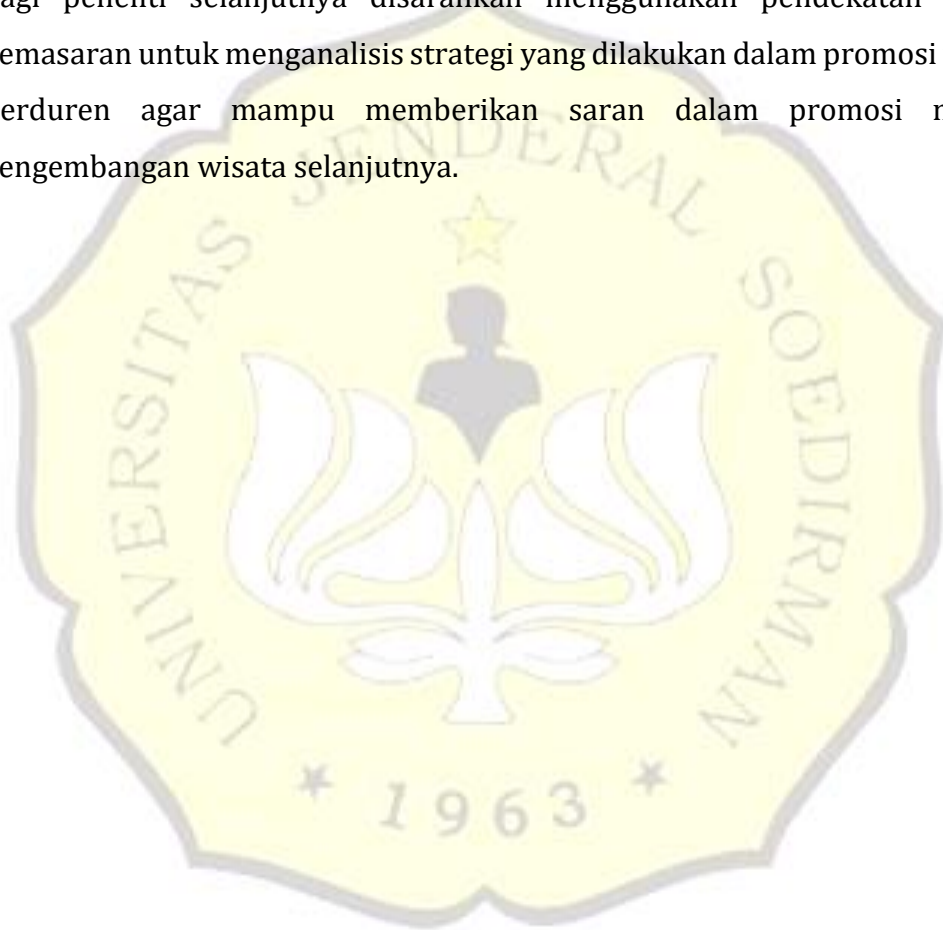 agi peneliti selanjutnya disarankan menggunakan pendekatan
emasaran untuk menganalisis strategi yang dilakukan dalam promosi
erduren agar mampu memberikan saran dalam promosi
engembangan wisata selanjutnya.
UNIVERSITAS JENDERAL SOEDIRMAN
* 1963 *